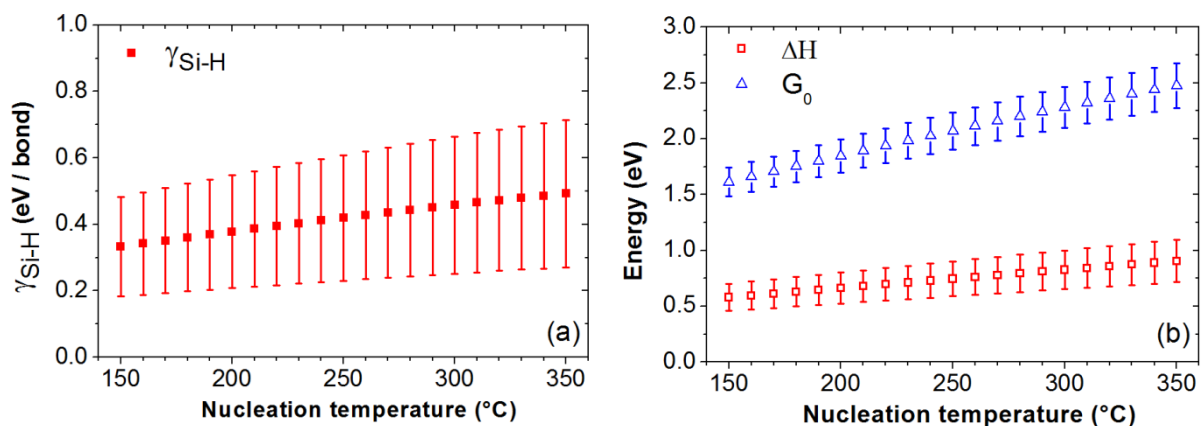 1.0
0.8
0.6
0.4
0.2
0.0
γSi-H (eV / bond)
γSi-H
(a)
150 200 250 300 350
Nucleation temperature (°C)
3.0
2.5
2.0
1.5
1.0
0.5
0.0
Energy (eV)
ΔH
G0
(b)
150 200 250 300 350
Nucleation temperature (°C)